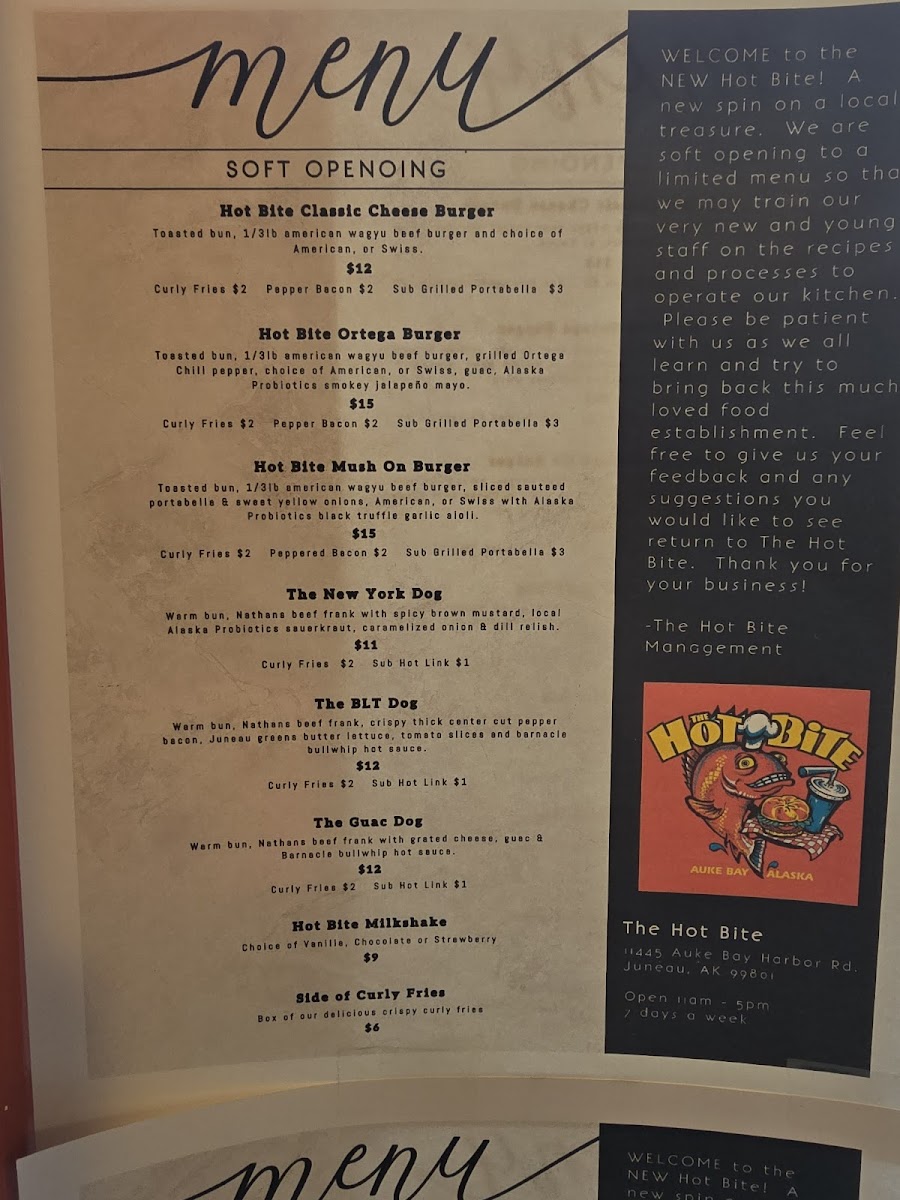 menu
SOFT OPENOING
Hot Bite Classic Cheese Burger
Toasted bun, 1/3lb american wagyu beef burger and choice of
American, or Swiss.
$12
Curly Fries $2 Pepper Bacon $2 Sub Grilled Portabella $3
Hot Bite Ortega Burger
Toasted bun, 1/3lb american wagyu beef burger, grilled Ortega
Chili pepper, choice of American, or Swiss, guac, Alaska
Probiotics smokey jalapeño mayo.
$15
Curly Fries $2 Pepper Bacon $2 Sub Grilled Portabella $3
Hot Bite Mush On Burger
Toasted bun, 1/3lb american wagyu beef burger, sliced sauteed
portabella & sweet yellow onions, American, or Swiss with Alaska
Probiotics black truffle garlic aioli.
$15
Curly Fries $2 Peppered Bacon $2 Sub Grilled Portabella $3
The New York Dog
Warm bun, Nathans beef frank with spicy brown mustard, local
Alaska Probiotics sauerkraut, caramelized onion & dill relish.
$11
Curly Fries $2 Sub Hot Link $1
The BLT Dog
Warm bun, Nathans beef frank, crispy thick center cut pepper
bacon, Juneau greens butter lettuce, tomato slices and barnacle
bullwhip hot sauce.
$12
Curly Fries $2 Sub Hot Link $1
The Guac Dog
Warm bun, Nathans beef frank with grated cheese, guac &
Barnacle bullwhip hot sauce.
$12
Curly Fries $2 Sub Hot Link $1
Hot Bite Milkshake
Choice of Vanilla, Chocolate or Strawberry
$9
Side of Curly Fries
Box of our delicious crispy curly fries
$6
WELCOME to the
NEW Hot Bite! A
new spin on a local
treasure. We are
soft opening to a
limited menu so tha
we may train our
very new and young
staff on the recipes
and processes to
operate our kitchen.
Please be patient
with us as we all
learn and try to
bring back this much
loved food
establishment. Feel
free to give us your
feedback and any
suggestions you
would like to see
return to The Hot
Bite. Thank you for
your business!
-The Hot Bite
Management
THE HOT BITE
AUKE BAY ALASKA
The Hot Bite
11445 Auke Bay Harbor Rd.
Juneau, AK 99801
Open 11am - 5pm
7 days a week
menu
WELCOME to the
NEW Hot Bite! A
new spin on a local